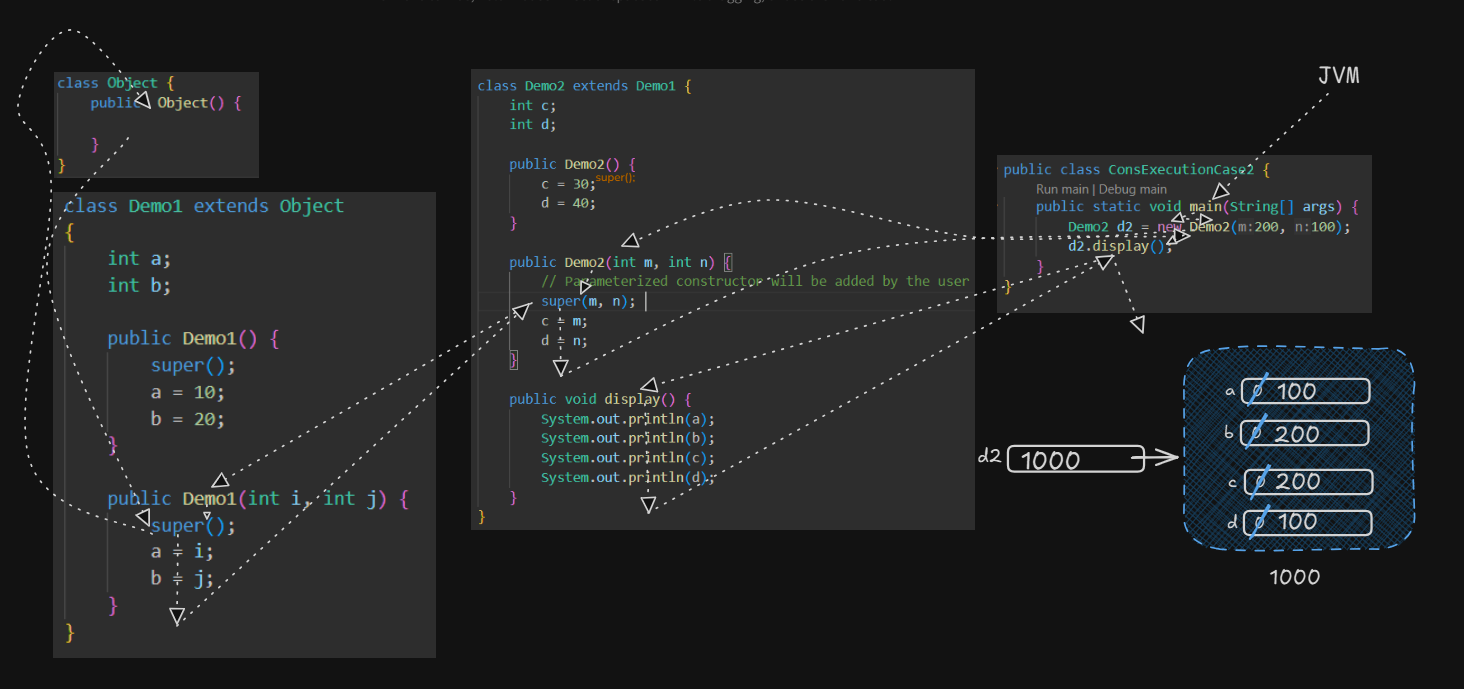 class Object {
public Object() {
}
}
class Demo1 extends Object
{
int a;
int b;
public Demo1() {
super();
a = 10;
b = 20;
}
public Demo1(int i, int j) {
super();
a = i;
b = j;
}
}
class Demo2 extends Demo1 {
int c;
int d;
public Demo2() {
super();
c = 30;
d = 40;
}
public Demo2(int m, int n) {
// Parameterized constructor will be added by the user
super(m, n);
c = m;
d = n;
}
public void display() {
System.out.println(a);
System.out.println(b);
System.out.println(c);
System.out.println(d);
}
}
JVM
public class ConsExecutionCase2 {
Run main | Debug main
public static void main(String[] args) {
Demo2 d2 = new Demo2(m:200, n:100);
d2.display();
}
}
d2 1000
a 0 100
b 0 200
c 0 200
d 0 100
1000